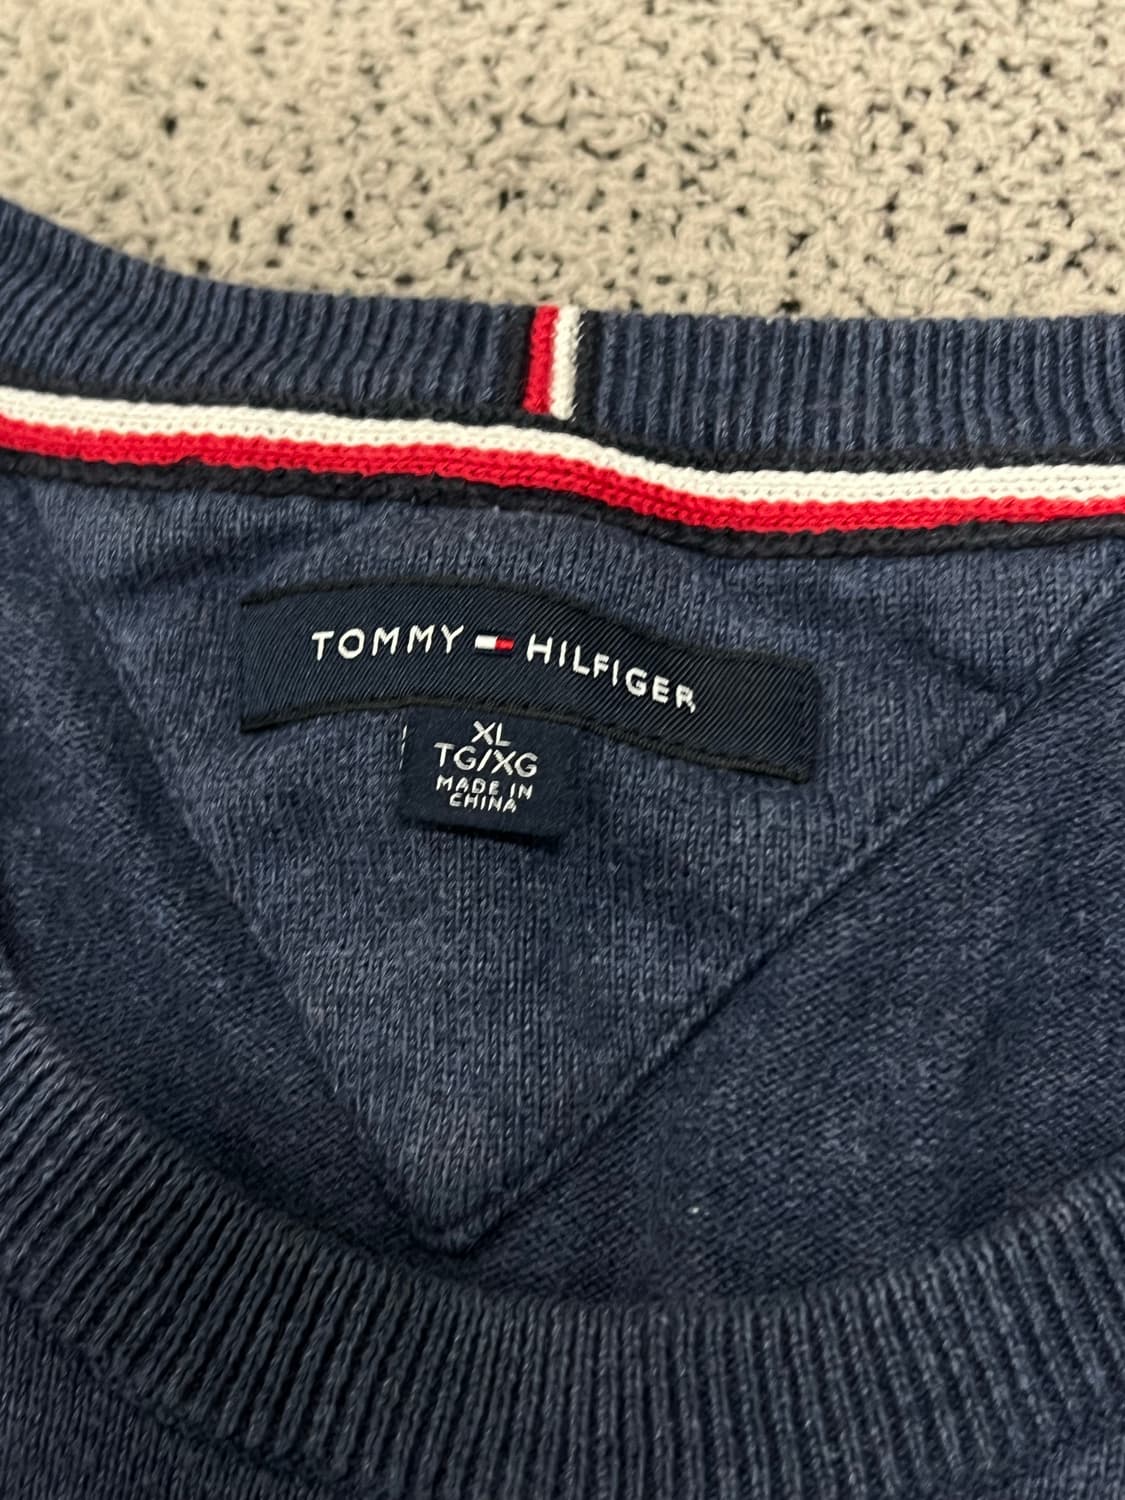 TOMMY HILFIGER
XL
TG/XG
MADE IN
CHINA